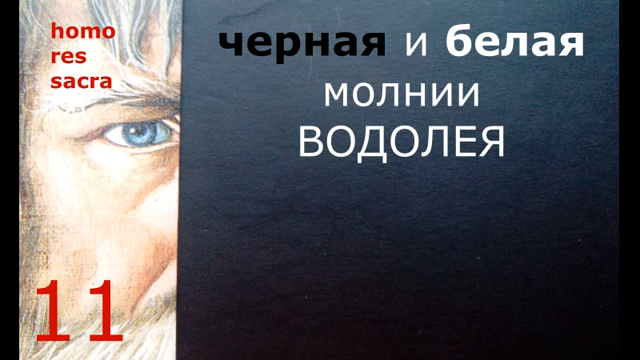 homo
res
sacra
черная и белая
молнии
ВОДОЛЕЯ
11